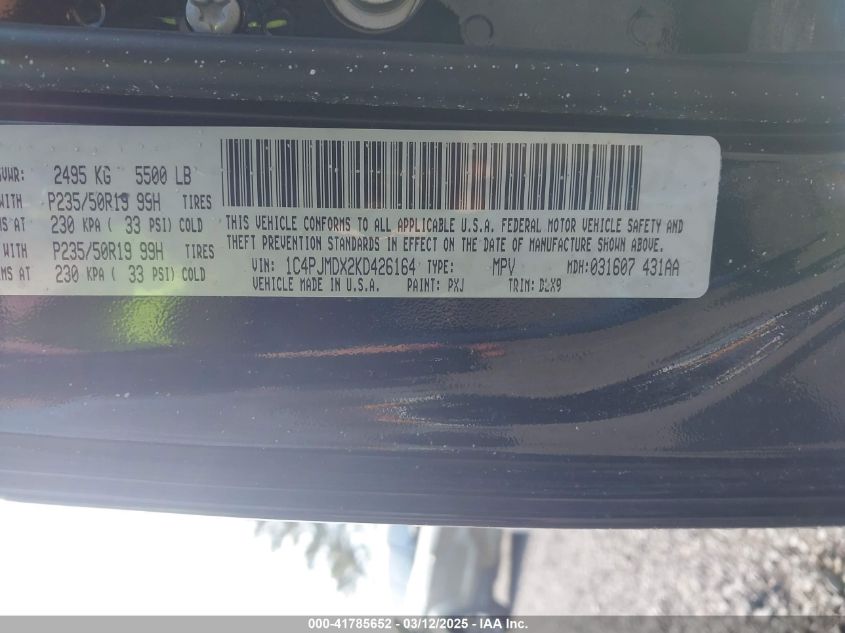 GVWR: 2495 KG 5500 LB
WITH P235/50R19 99H TIRES
MS AT 230 KPA ( 33 PSI) COLD
WITH P235/50R19 99H TIRES
MS AT 230 KPA ( 33 PSI) COLD
THIS VEHICLE CONFORMS TO ALL APPLICABLE U.S.A. FEDERAL MOTOR VEHICLE SAFETY AND
THEFT PREVENTION STANDARDS IN EFFECT ON THE DATE OF MANUFACTURE SHOWN ABOVE.
VIN: 1C4PJMDX2KD426164 TYPE: MPV MDH:031607 431AA
VEHICLE MADE IN U.S.A. PAINT: PXJ TRIM: DLX9
000-41785652 - 03/12/2025 - IAA Inc.